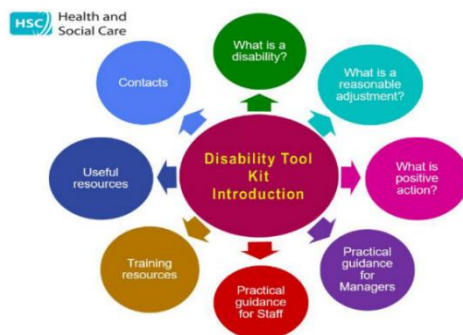 HSC
Health and
Social Care
What is a
disability?
What is a
reasonable
adjustment?
What is
positive
action?
Practical
guidance
for
Managers
Practical
guidance
for Staff
Training
resources
Useful
resources
Contacts
Disability Tool
Kit
Introduction